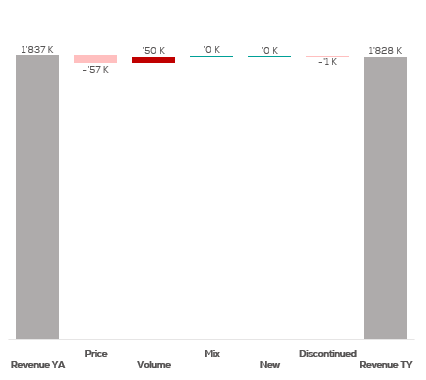 1'837 K
-'57 K
'50 K
'0 K
'0 K
-'1 K
1'828 K
Revenue YA
Price
Volume
Mix
New
Discontinued
Revenue TY